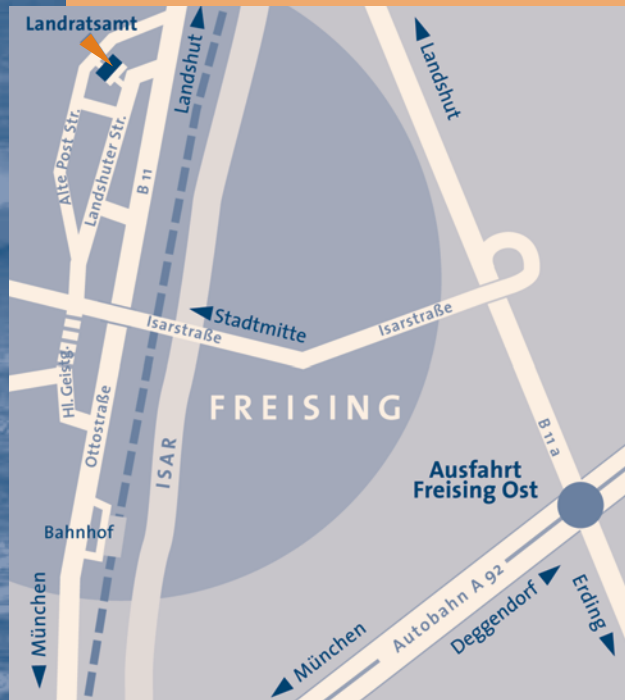 Landratsamt
Landshut
Landshut
Alte Post Str.
Landshuter Str.
B 11
Stadtmitte
Isarstraße
Isarstraße
Hl. Geistg.
FREISING
Ottostraße
ISAR
B 11 a
Ausfahrt
Freising Ost
Bahnhof
Autobahn A 92
Deggendorf
Erding
München
München